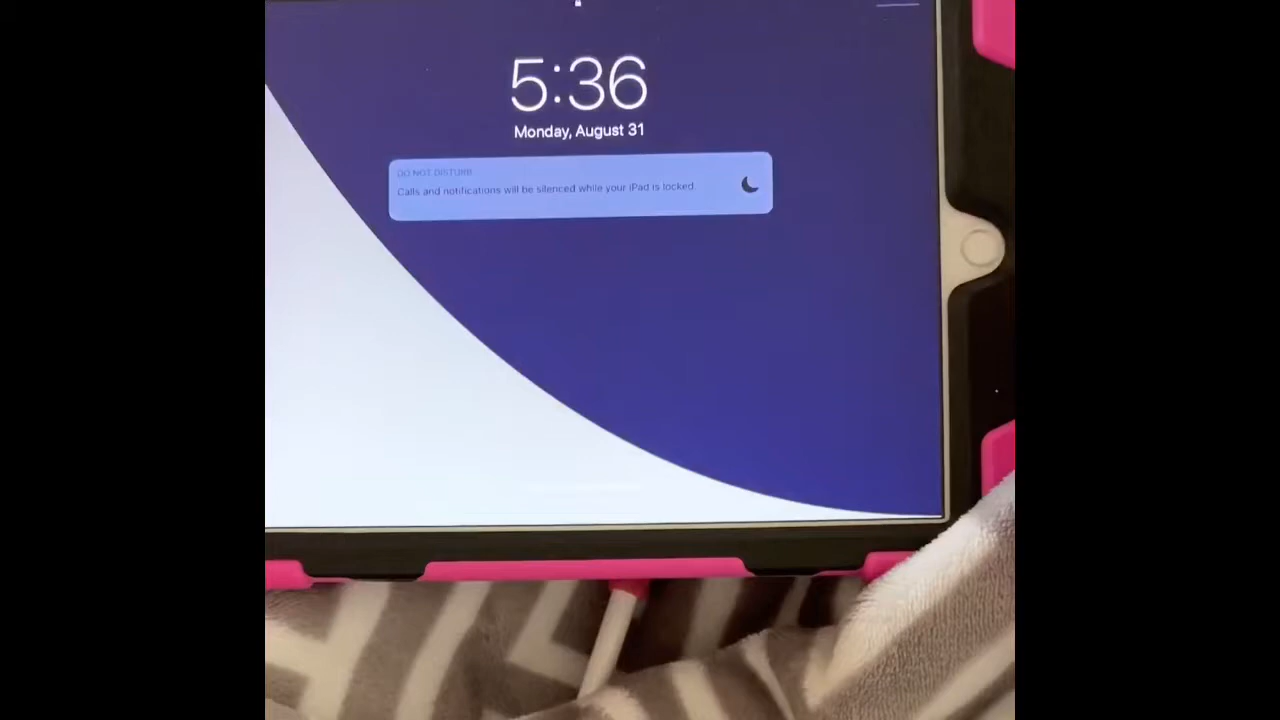 5:36
Monday, August 31
DO NOT DISTURB
Calls and notifications will be silenced while your iPad is locked.